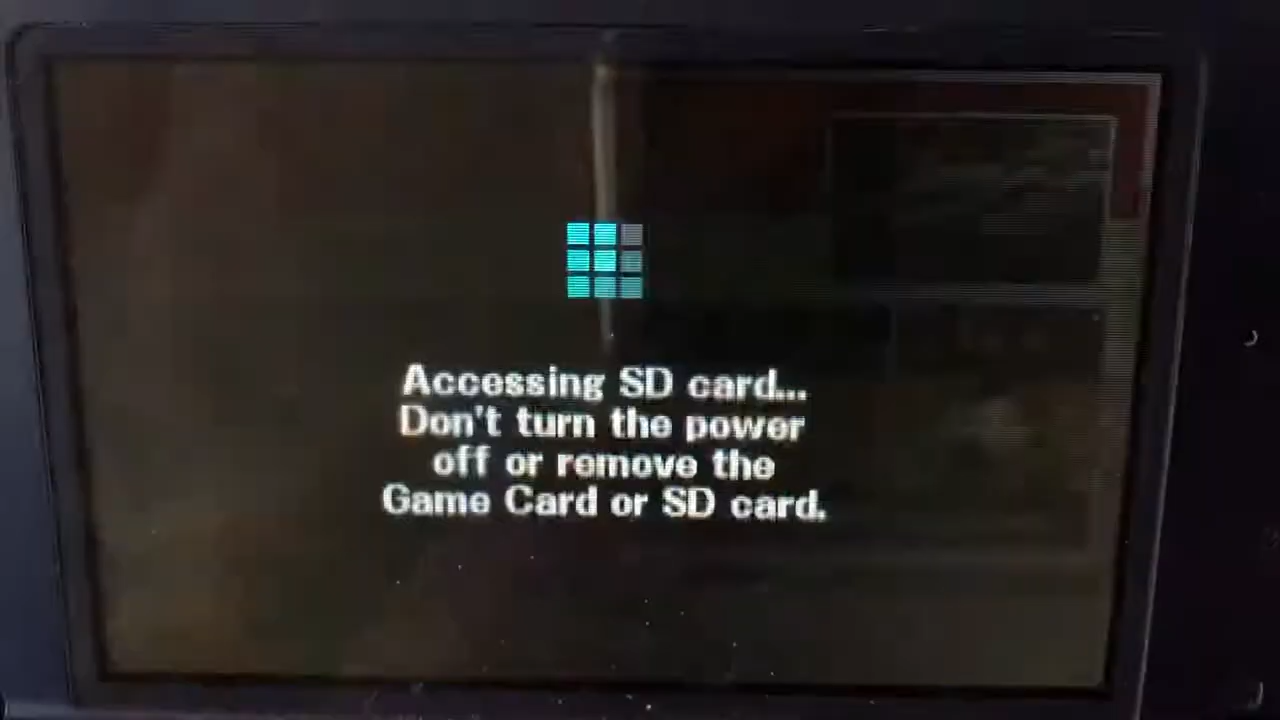 Accessing SD card...
Don't turn the power
off or remove the
Game Card or SD card.